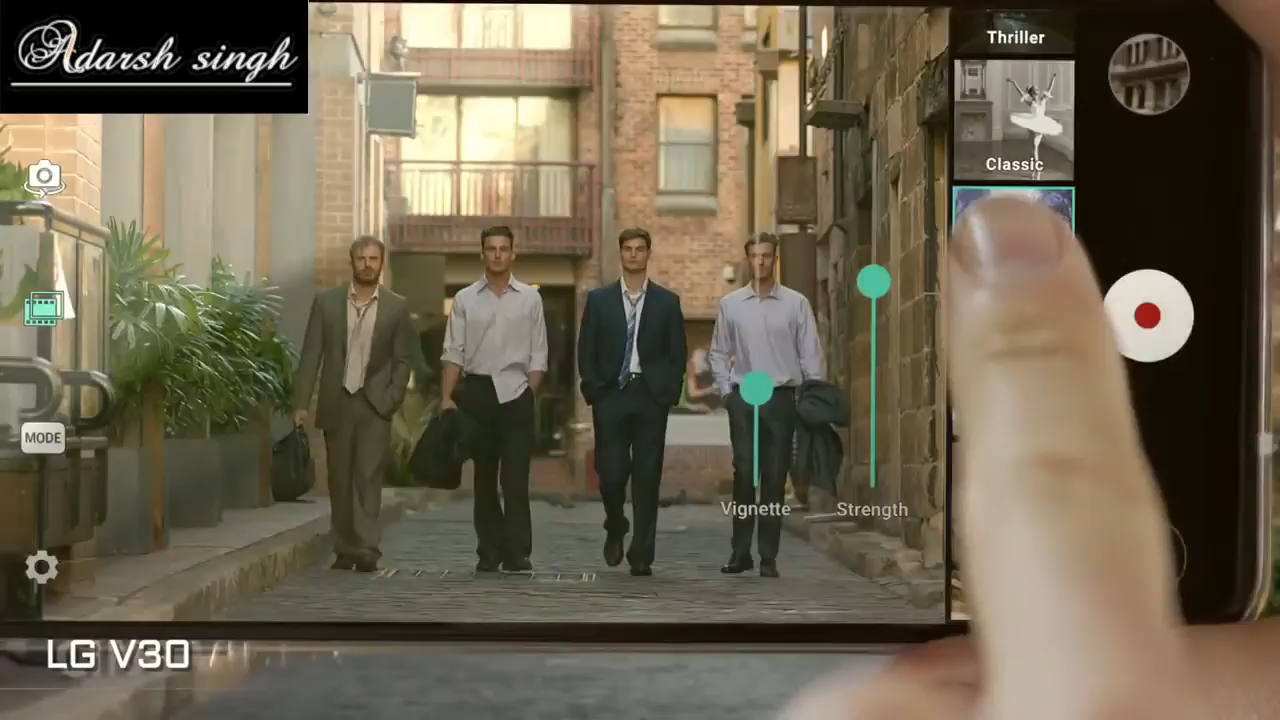 Adarsh singh
Thriller
Classic
MODE
Vignette
Strength
LG V30